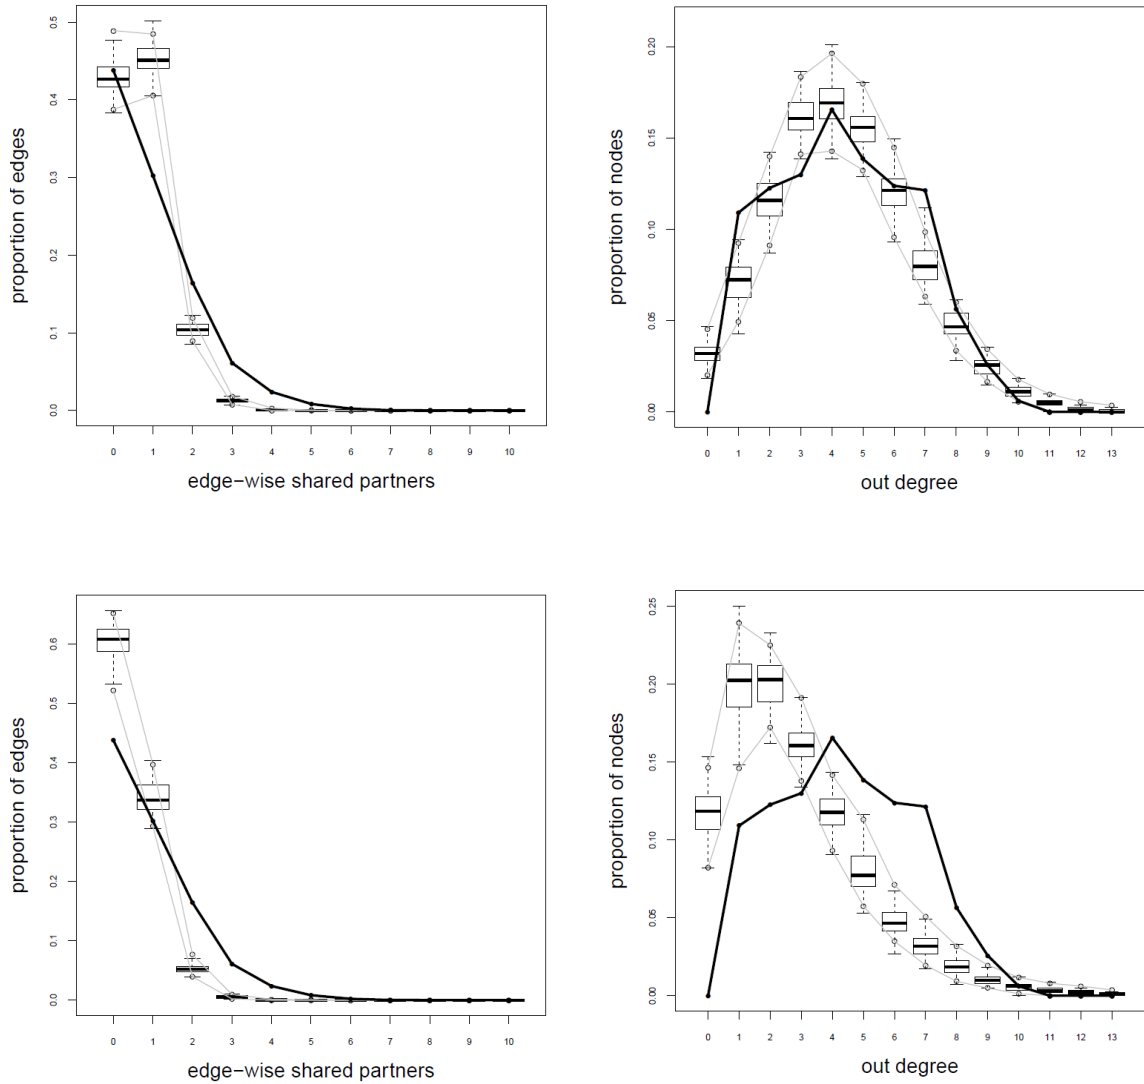 proportion of edges
0.5
0.4
0.3
0.2
0.1
0.0
0 1 2 3 4 5 6 7 8 9 10
edge−wise shared partners
proportion of nodes
0.20
0.15
0.10
0.05
0.00
0 1 2 3 4 5 6 7 8 9 10 11 12 13
out degree
proportion of edges
0.6
0.5
0.4
0.3
0.2
0.1
0.0
0 1 2 3 4 5 6 7 8 9 10
edge−wise shared partners
proportion of nodes
0.25
0.20
0.15
0.10
0.05
0.00
0 1 2 3 4 5 6 7 8 9 10 11 12 13
out degree